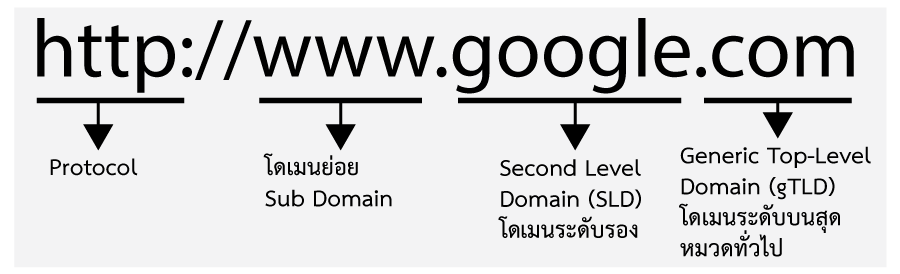 http://www.google.com
Protocol
โดเมนย่อย
Sub Domain
Second Level
Domain (SLD)
โดเมนระดับรอง
Generic Top-Level
Domain (gTLD)
โดเมนระดับบนสุด
หมวดทั่วไป